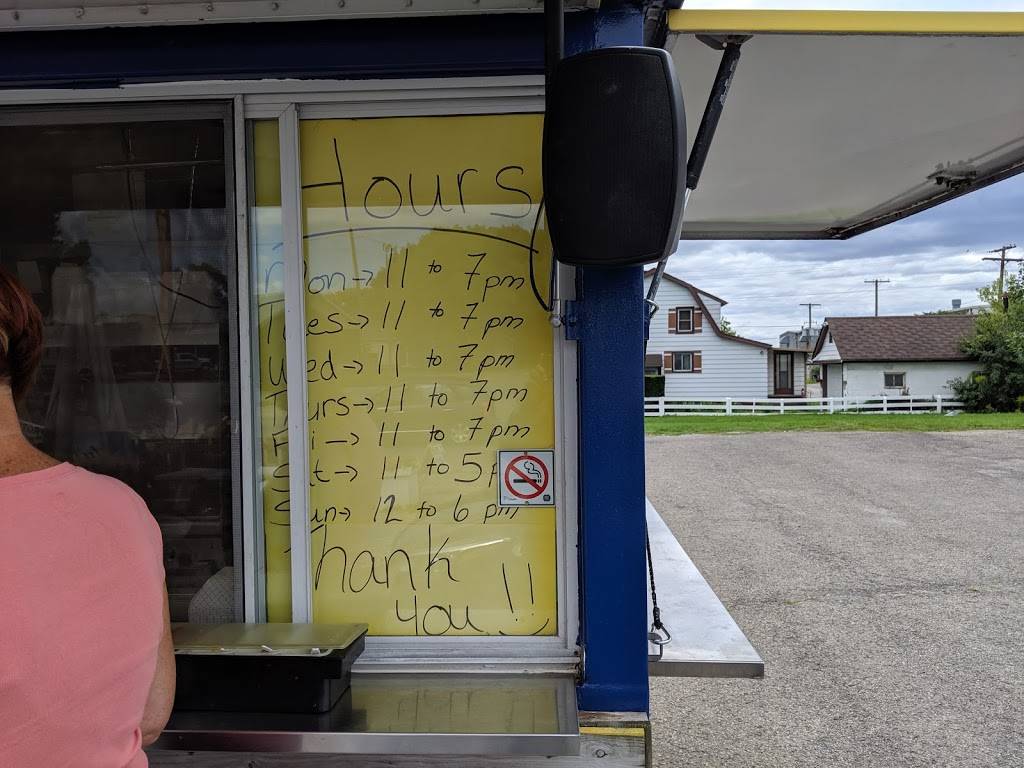 Hours
Mon → 11 to 7pm
Tues → 11 to 7pm
Wed → 11 to 7pm
Thurs → 11 to 7pm
Fri → 11 to 7pm
Sat → 11 to 5p
Sun → 12 to 6 pm
Thank
you !!